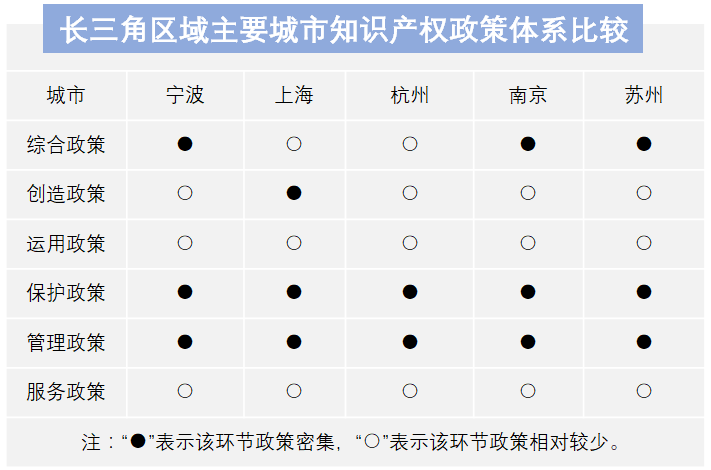 长三角区域主要城市知识产权政策体系比较
城市 宁波 上海 杭州 南京 苏州
综合政策 ● ○ ○ ● ●
创造政策 ○ ● ○ ○ ○
运用政策 ○ ○ ○ ○ ○
保护政策 ● ● ● ● ●
管理政策 ● ● ● ● ●
服务政策 ○ ○ ○ ○ ○
注：“●”表示该环节政策密集，“○”表示该环节政策相对较少。